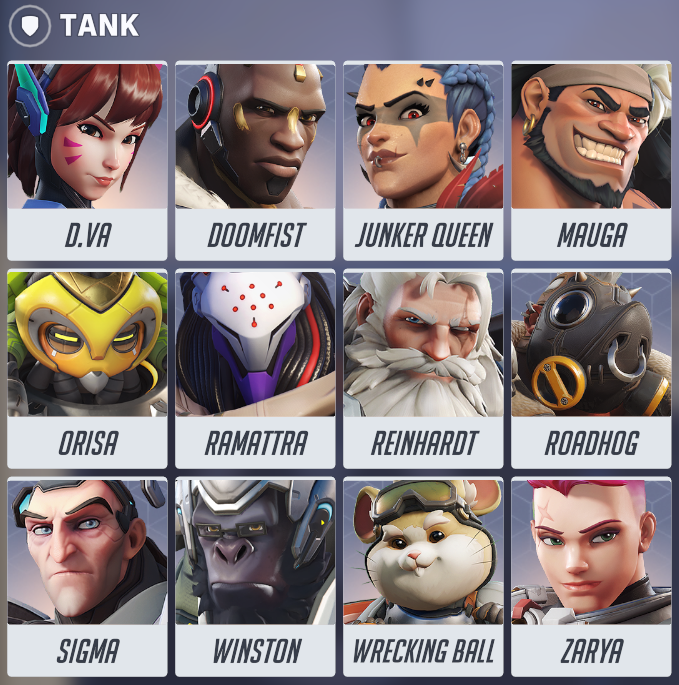 TANK
D.VA
DOOMFIST
JUNKER QUEEN
MAUGA
ORISA
RAMATTRA
REINHARDT
ROADHOG
SIGMA
WINSTON
WRECKING BALL
ZARYA